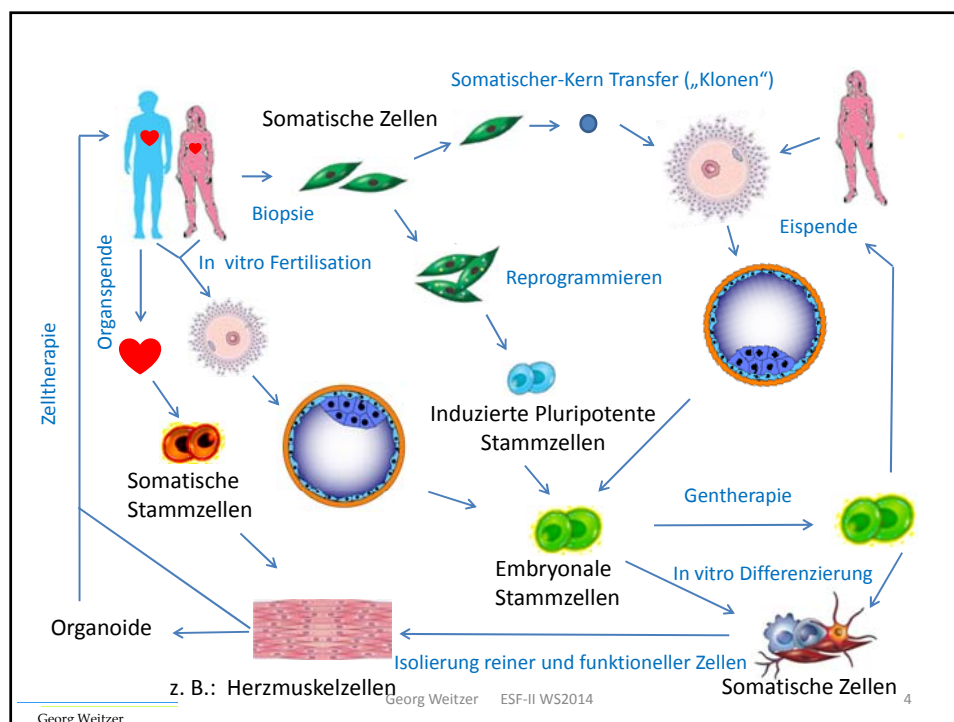 Somatischer-Kern Transfer („Klonen“)
Somatische Zellen
Biopsie
Eispende
In vitro Fertilisation
Reprogrammieren
Organspende
Zelltherapie
Induzierte Pluripotente
Stammzellen
Somatische
Stammzellen
Gentherapie
Embryonale
Stammzellen
In vitro Differenzierung
Organoide
Isolierung reiner und funktioneller Zellen
z. B.: Herzmuskelzellen
Somatische Zellen
Georg Weitzer ESF-II WS2014
4
Georg Weitzer